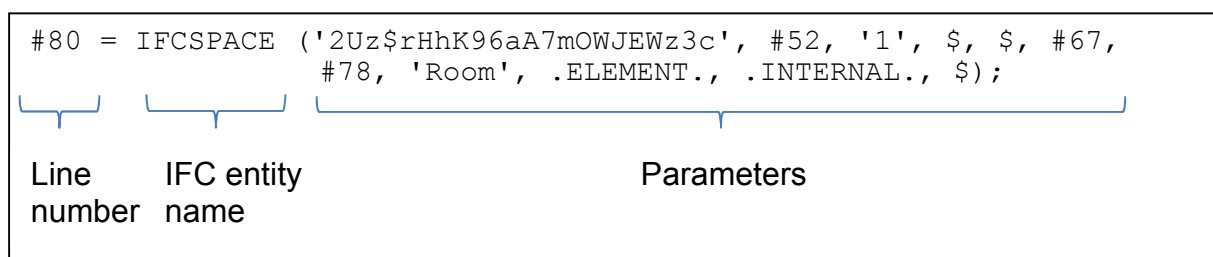 #80 = IFCSPACE ('2Uz$rHhK96aA7mOWJEWz3c', #52, '1', $, $, #67,
#78, 'Room', .ELEMENT., .INTERNAL., $);
Line number
IFC entity name
Parameters